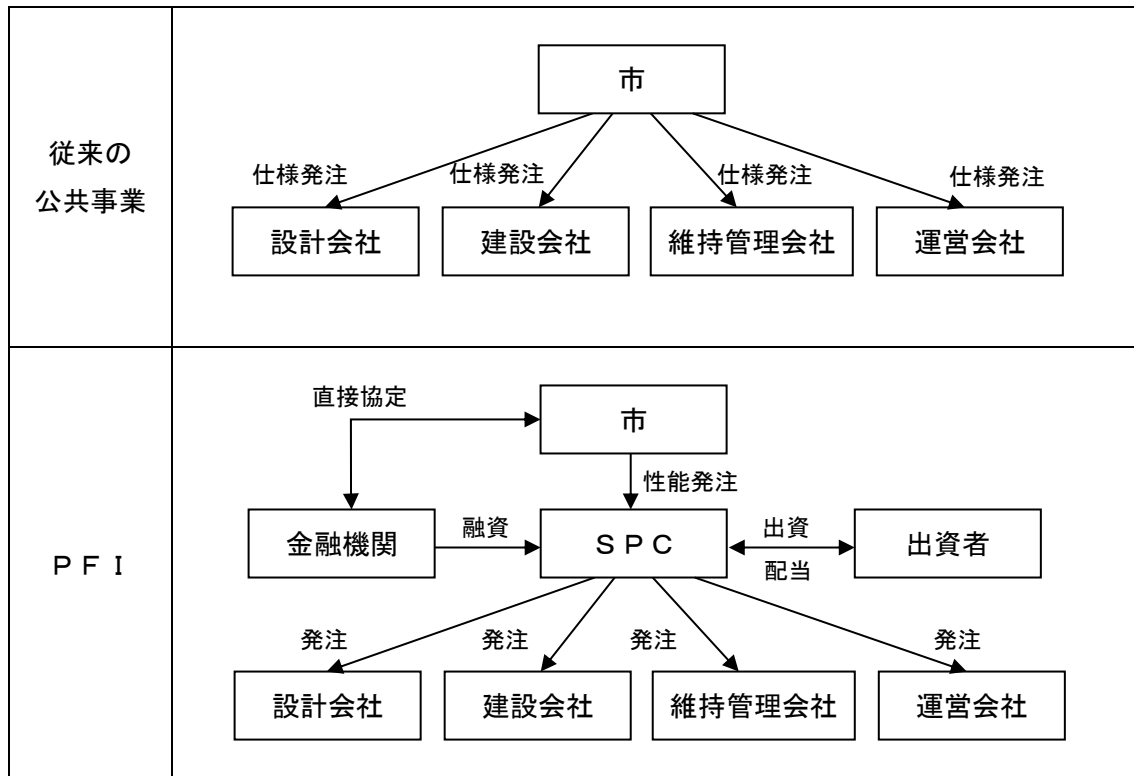 従来の
公共事業
市
仕様発注
仕様発注
仕様発注
仕様発注
設計会社
建設会社
維持管理会社
運営会社
ＰＦＩ
直接協定
市
性能発注
金融機関
融資
ＳＰＣ
出資
配当
出資者
発注
発注
発注
発注
設計会社
建設会社
維持管理会社
運営会社